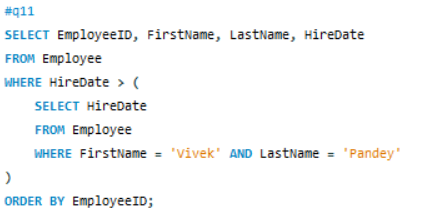 #q11
SELECT EmployeeID, FirstName, LastName, HireDate
FROM Employee
WHERE HireDate > (
    SELECT HireDate
    FROM Employee
    WHERE FirstName = 'Vivek' AND LastName = 'Pandey'
)
ORDER BY EmployeeID;